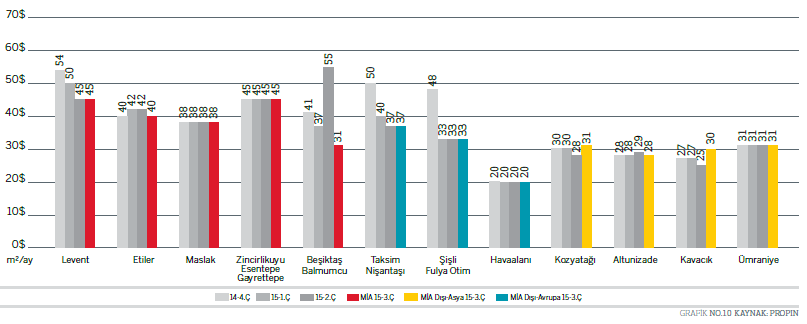 70$
60$
50$
40$
30$
20$
10$
0$
m²/ay
54 50 45 45
40 42 42 40
38 38 38 38
45 45 45 45
41 37 55 31
50 40 37 37
48 33 33 33
20 20 20 20
30 30 28 31
28 28 29 28
27 27 25 30
31 31 31 31
Levent
Etiler
Maslak
Zincirlikuyu
Esentepe
Gayrettepe
Beşiktaş
Balmumcu
Taksim
Nişantaşı
Şişli
Fulya Otim
Havaalanı
Kozyatağı
Altunizade
Kavacık
Ümraniye
14-4.Ç 15-1.Ç 15-2.Ç MİA 15-3.Ç MİA Dışı-Asya 15-3.Ç MİA Dışı-Avrupa 15-3.Ç
GRAFİK NO.10 KAYNAK: PROPIN